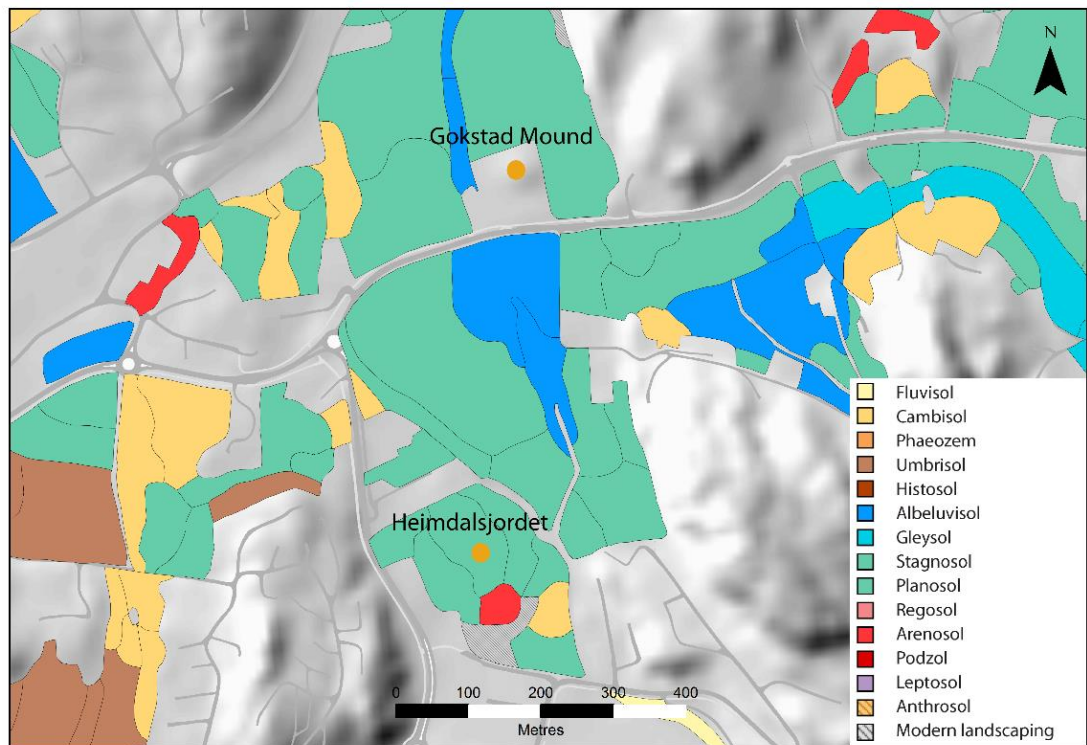 N
Gokstad Mound
Heimdalsjordet
Fluvisol
Cambisol
Phaeozem
Umbrisol
Histosol
Albeluvisol
Gleysol
Stagnosol
Planosol
Regosol
Arenosol
Podzol
Leptosol
Anthrosol
Modern landscaping
0 100 200 300 400
Metres